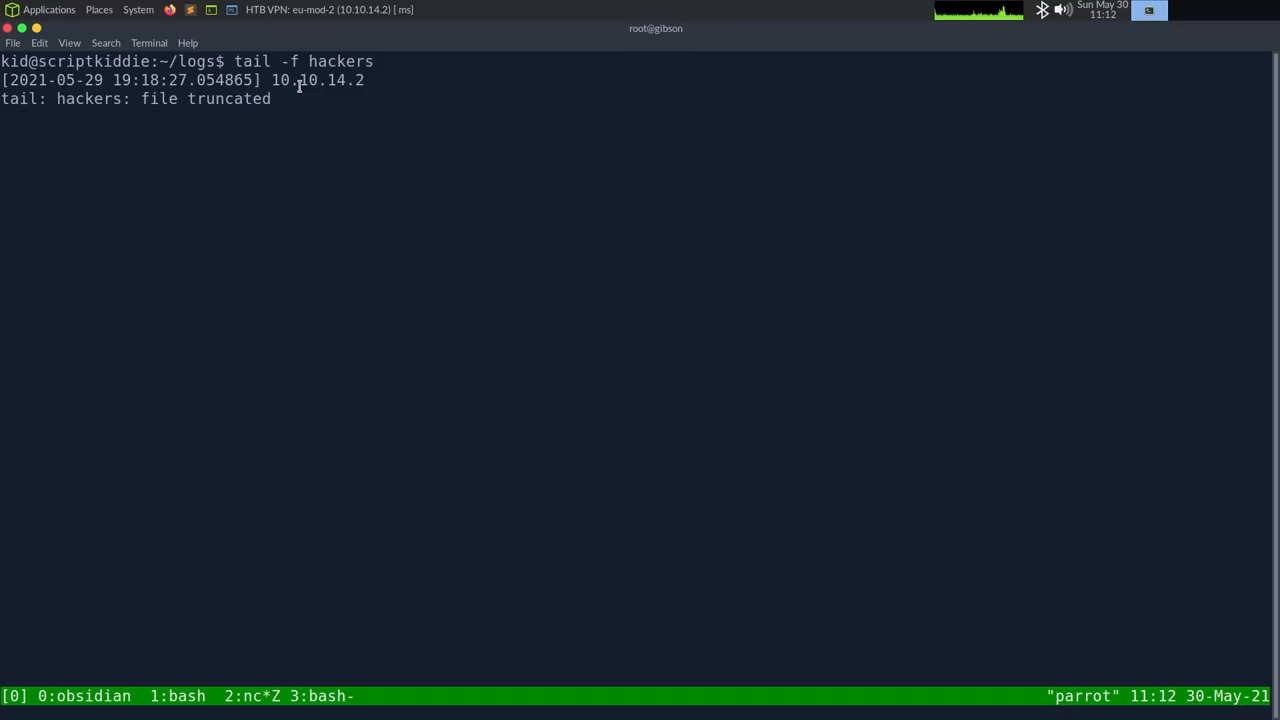 Applications Places System HTB VPN: eu-mod-2 (10.10.14.2) [ ms] Sun May 30
11:12
root@gibson
File Edit View Search Terminal Help
kid@scriptkiddie:~/logs$ tail -f hackers
[2021-05-29 19:18:27.054865] 10.10.14.2
tail: hackers: file truncated
[0] 0:obsidian 1:bash 2:nc*Z 3:bash- "parrot" 11:12 30-May-21